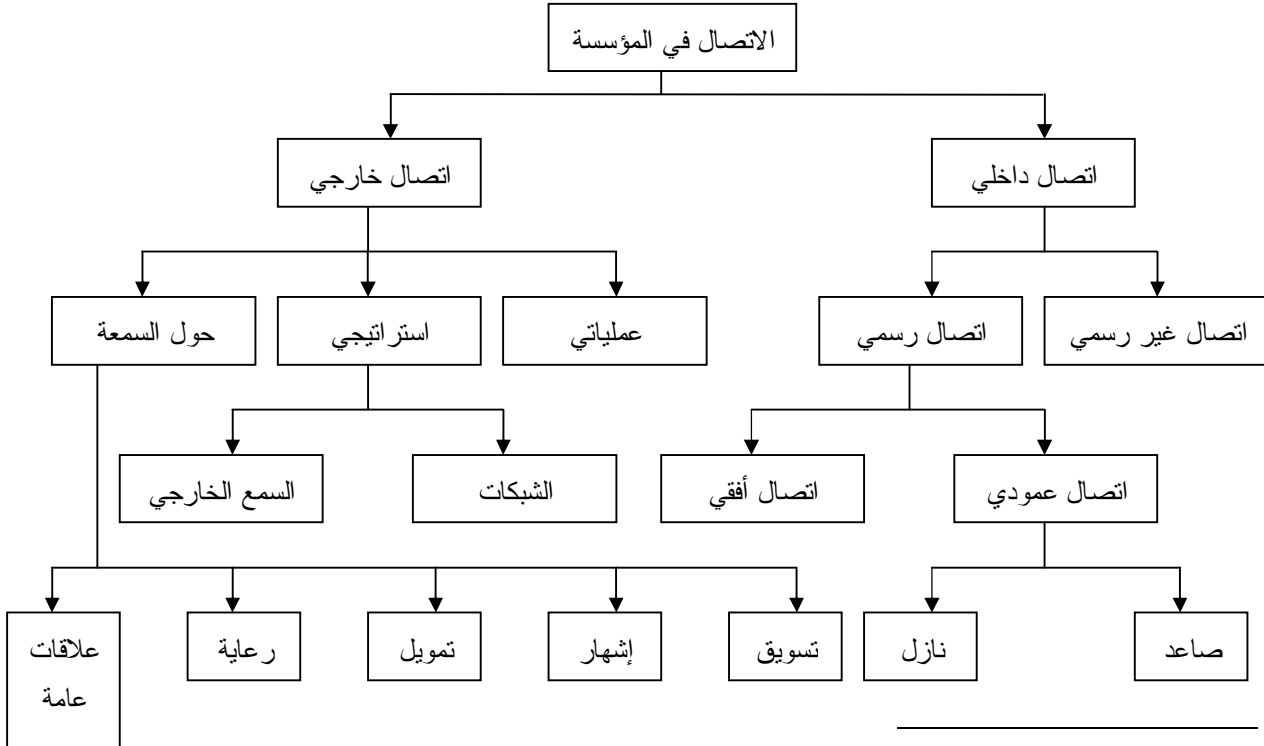 الاتصال في المؤسسة
اتصال داخلي
اتصال خارجي
اتصال غير رسمي
اتصال رسمي
عملياتي
استراتيجي
حول السمعة
اتصال عمودي
اتصال أفقي
الشبكات
السمع الخارجي
صاعد
نازل
تسويق
إشهار
تمويل
رعاية
علاقات
عامة